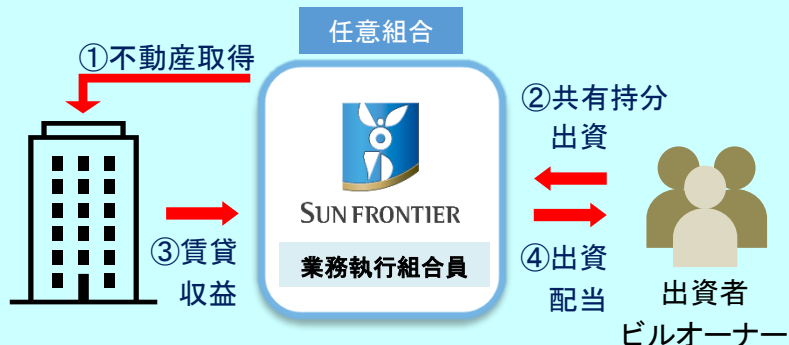 任意組合
①不動産取得
②共有持分
出資
SUN FRONTIER
業務執行組合員
③賃貸
収益
④出資
配当
出資者
ビルオーナー